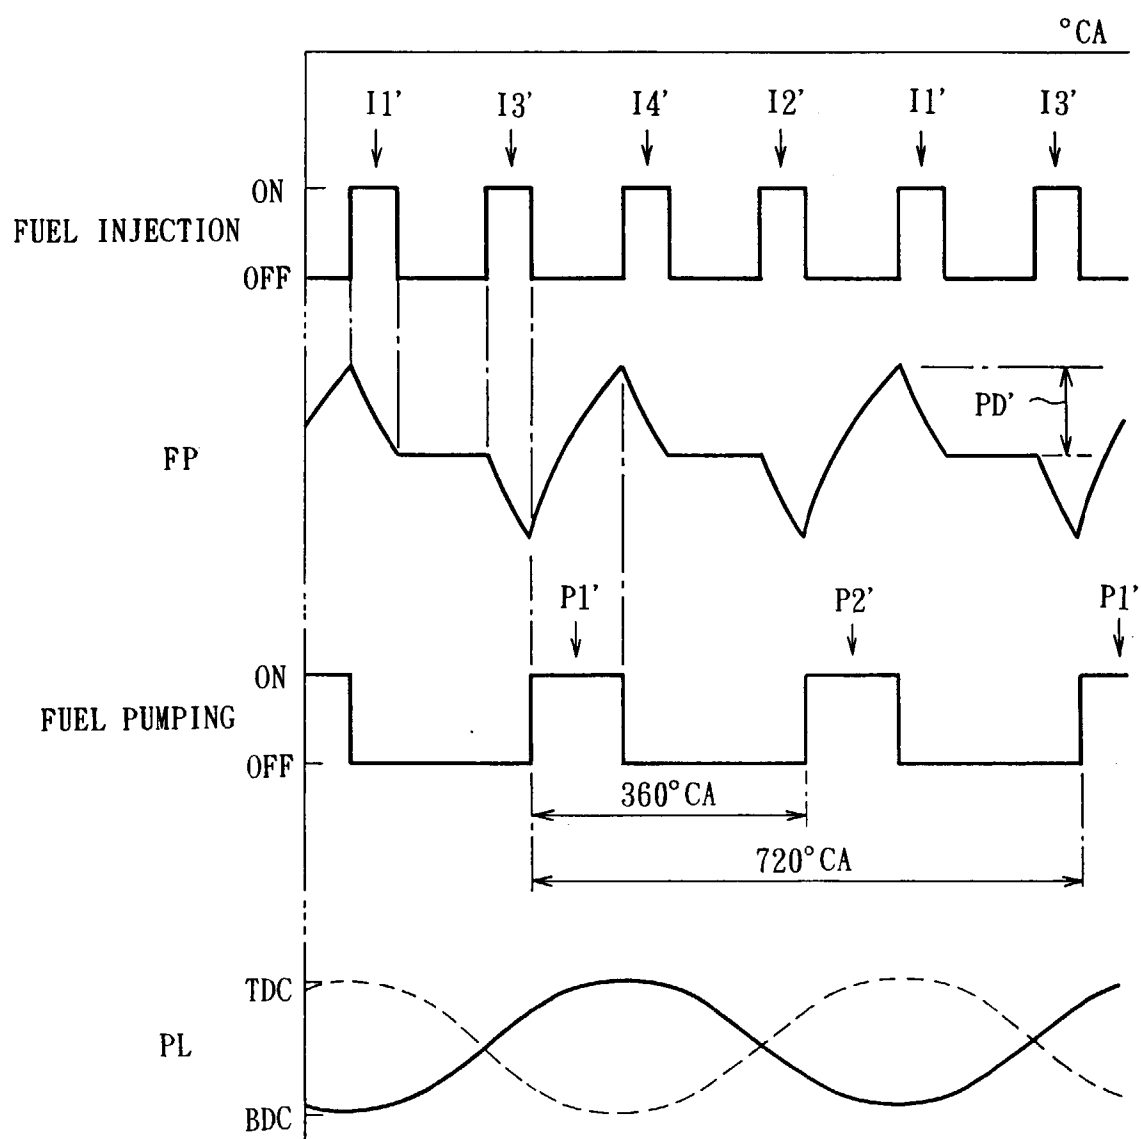 °CA
I1' I3' I4' I2' I1' I3'
ON
FUEL INJECTION
OFF
PD'
FP
P1' P2' P1'
ON
FUEL PUMPING
OFF
360°CA
720°CA
TDC
PL
BDC